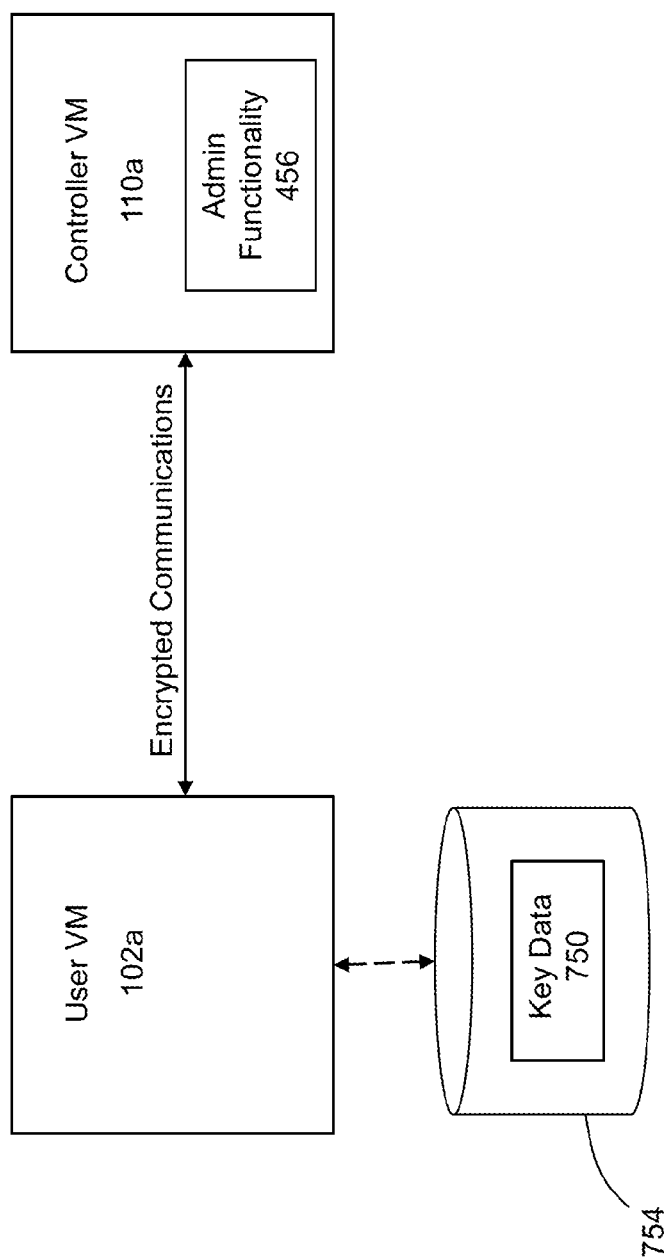 User VM
102a
Encrypted Communications
Controller VM
110a
Admin
Functionality
456
Key Data
750
754